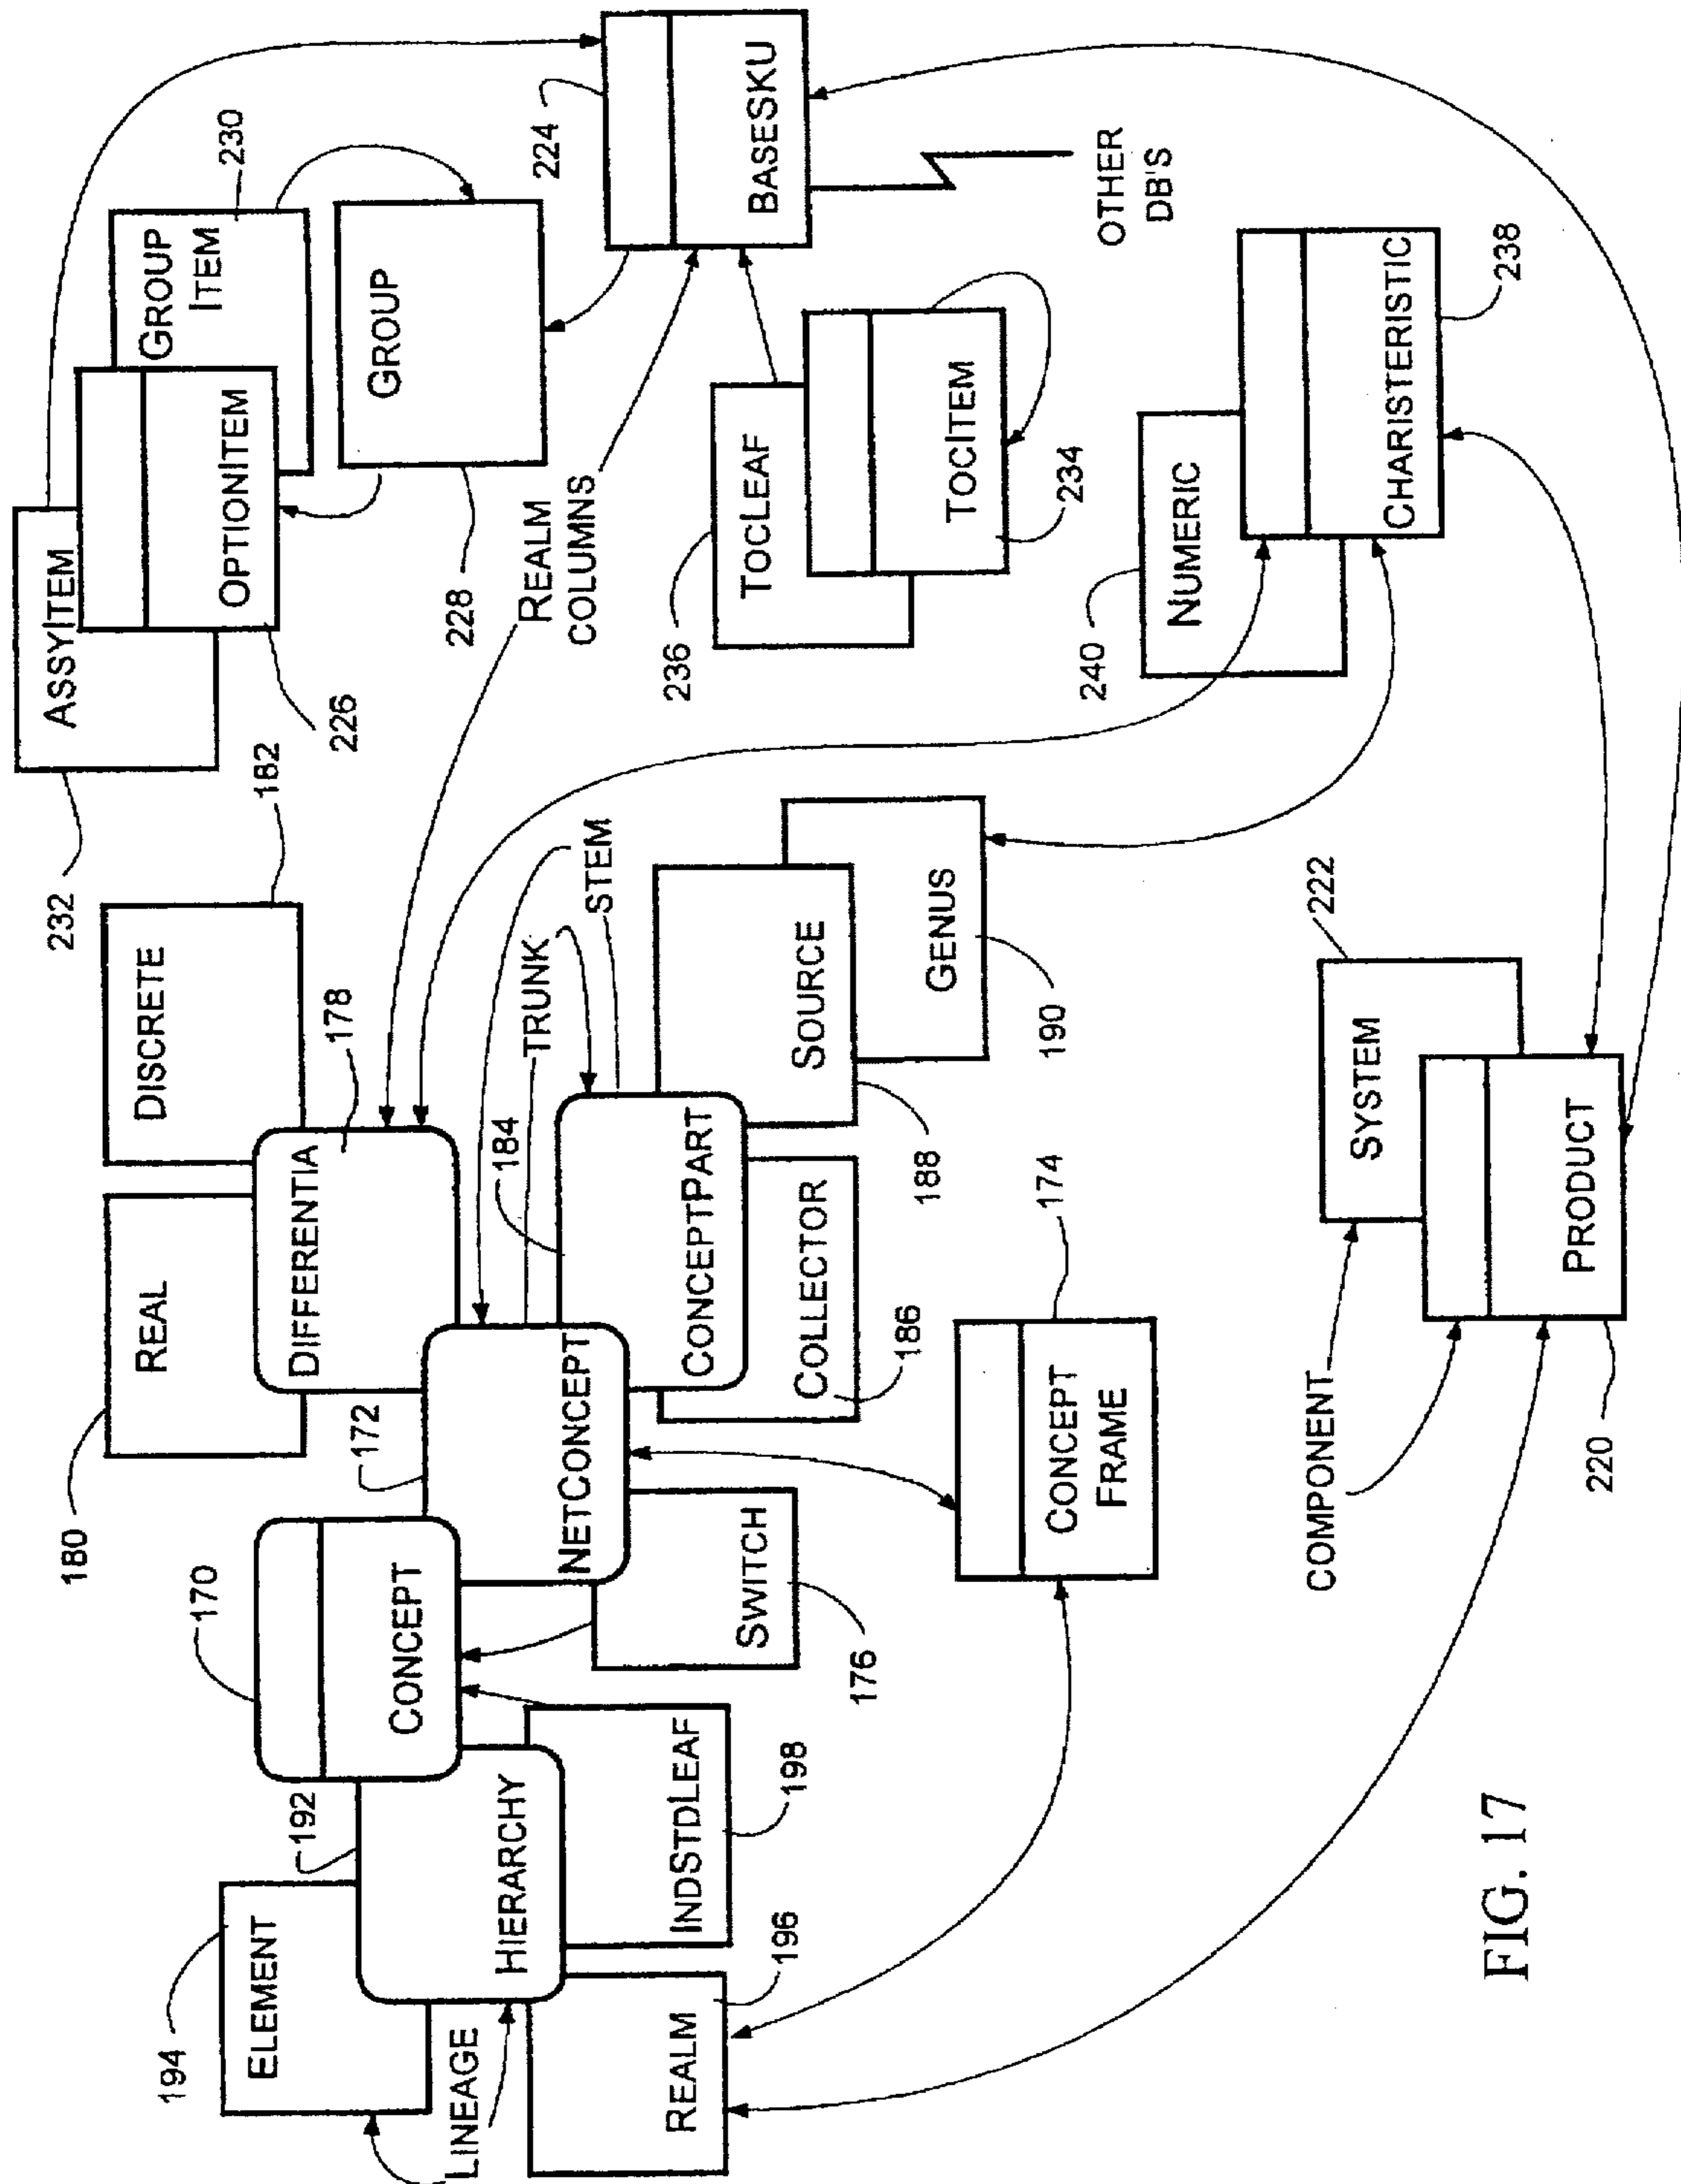 232
ASSYITEM
GROUP
ITEM
230
OPTIONITEM
226
GROUP
228
224
BASESKU
OTHER
DB'S
REALM
COLUMNS
236
TOCLEAF
TOCITEM
234
240
NUMERIC
CHARISTERISTIC
238
180
REAL
DISCRETE
182
DIFFERENTIA
178
170
CONCEPT
172
NETCONCEPT
TRUNK
STEM
184
CONCEPTPART
SOURCE
188
GENUS
190
COLLECTOR
186
SWITCH
176
194
ELEMENT
192
HIERARCHY
LINEAGE
INDSTDLEAF
198
REALM
196
CONCEPT
FRAME
174
COMPONENT
SYSTEM
222
PRODUCT
220
FIG. 17